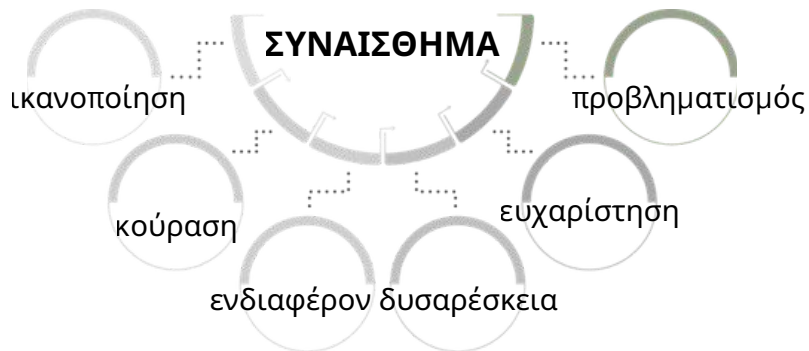 ΣΥΝΑΙΣΘΗΜΑ
ικανοποίηση
προβληματισμός
κούραση
ευχαρίστηση
ενδιαφέρον
δυσαρέσκεια